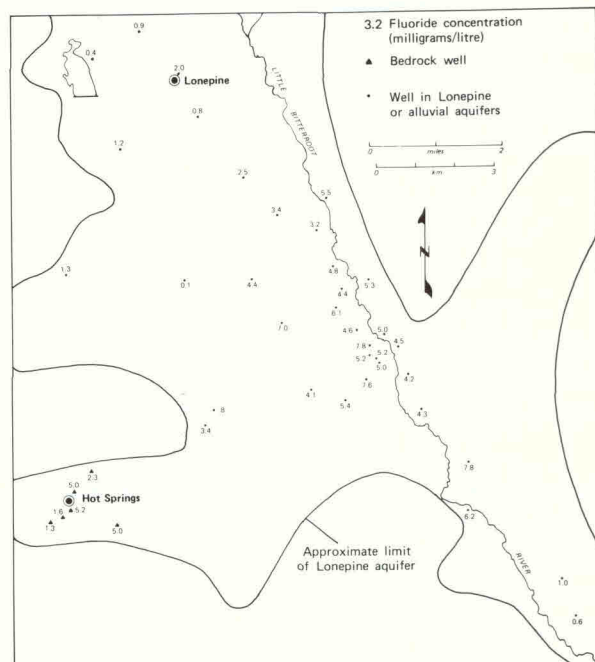 3.2 Fluoride concentration
(milligrams/litre)
Bedrock well
Well in Lonepine
or alluvial aquifers
0 miles 2
0 km 3
N
0.9
0.4
2.0
Lonepine
0.8
LITTLE
BITTERROOT
1.2
2.5
5.5
3.4
3.2
4.8
1.3
0.1
4.4
5.3
4.4
6.1
7.0
4.6
5.0
7.8
4.5
5.2
5.2
5.0
7.6
4.2
4.1
5.4
4.3
.8
3.4
7.8
2.3
5.0
Hot Springs
5.2
1.6
1.3
5.0
6.2
Approximate limit
of Lonepine aquifer
RIVER
1.0
0.6